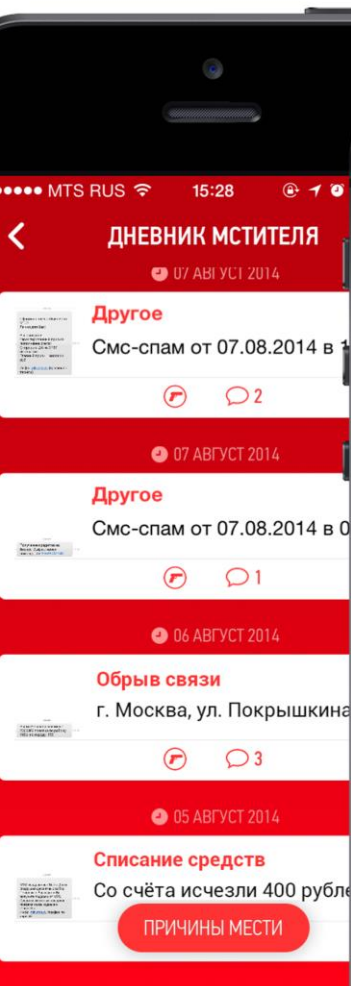 MTS RUS 15:28
ДНЕВНИК МСТИТЕЛЯ
07 АВГУСТ 2014
Другое
Смс-спам от 07.08.2014 в 1
2
07 АВГУСТ 2014
Другое
Смс-спам от 07.08.2014 в 0
1
06 АВГУСТ 2014
Обрыв связи
г. Москва, ул. Покрышкина
3
05 АВГУСТ 2014
Списание средств
Со счёта исчезли 400 рубле
ПРИЧИНЫ МЕСТИ